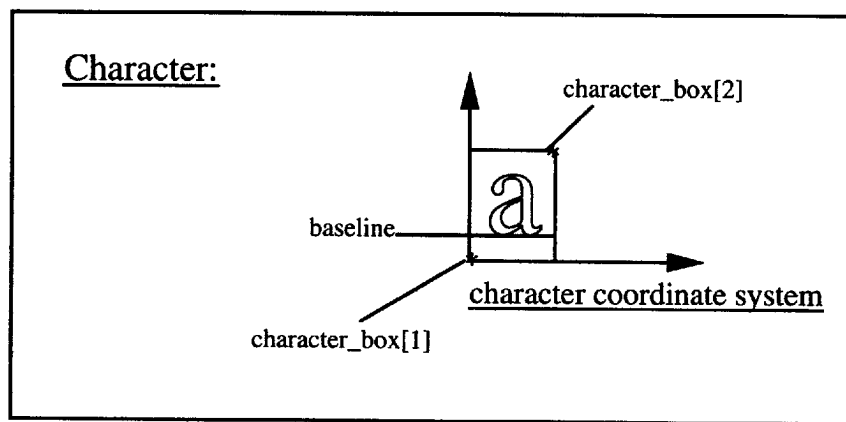 Character:
character_box[2]
a
baseline
character coordinate system
character_box[1]